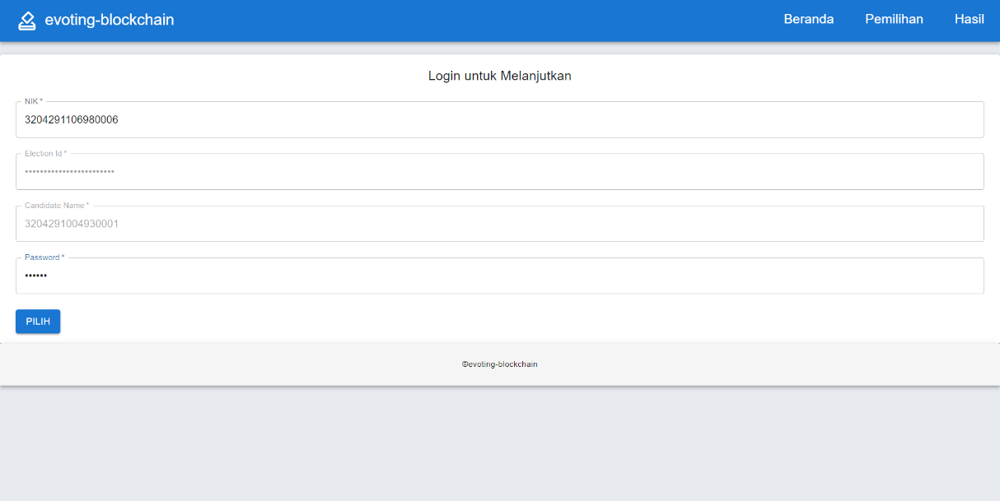 evoting-blockchain
Beranda Pemilihan Hasil
Login untuk Melanjutkan
NIK *
3204291106980006
Election Id *
••••••••••••••••••••••••
Candidate Name *
3204291004930001
Password *
••••••
PILIH
©evoting-blockchain